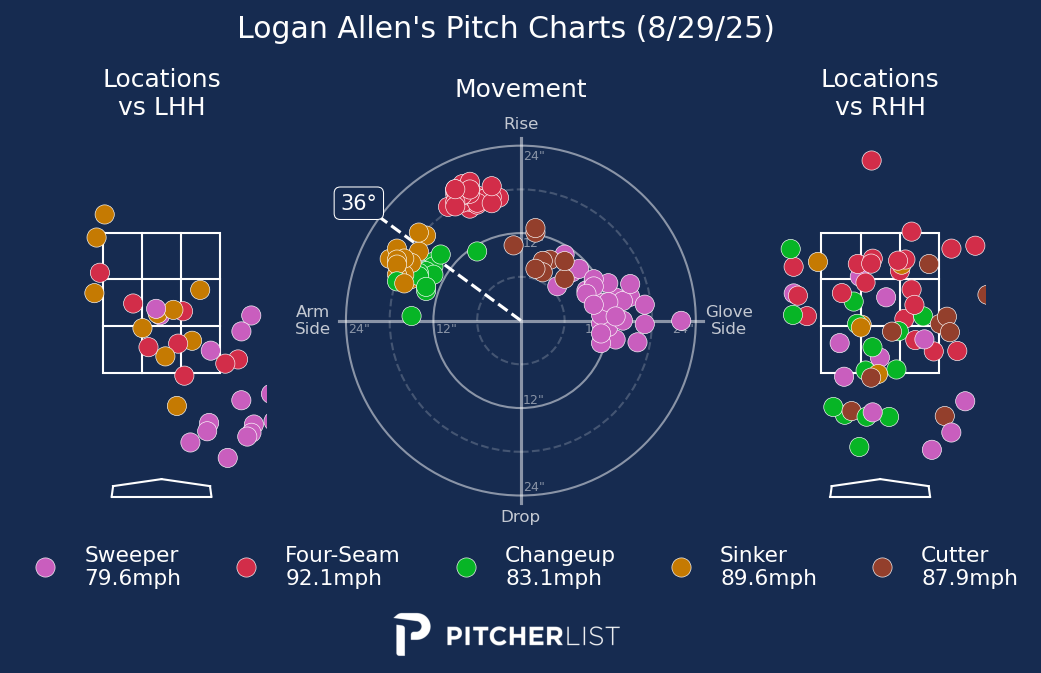 Logan Allen's Pitch Charts (8/29/25)
Locations
vs LHH
Movement
Locations
vs RHH
Rise
24"
36°
12"
Arm
Side
24"
12"
Glove
Side
12"
24"
Drop
Sweeper
79.6mph
Four-Seam
92.1mph
Changeup
83.1mph
Sinker
89.6mph
Cutter
87.9mph
PITCHERLIST